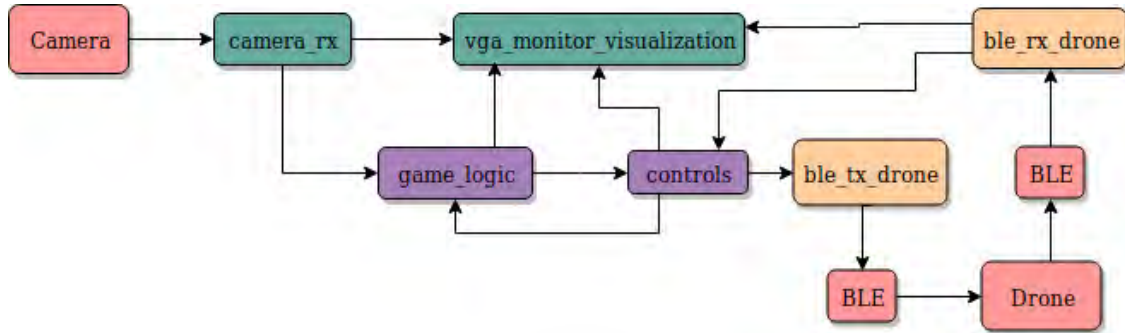 Camera
camera_rx
vga_monitor_visualization
ble_rx_drone
game_logic
controls
ble_tx_drone
BLE
BLE
Drone